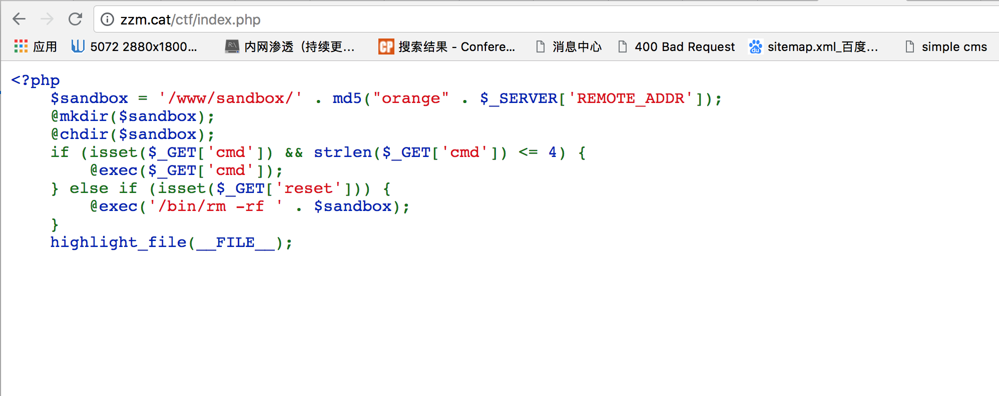 zzm.cat/ctf/index.php
应用 5072 2880x1800... R:\ 内网渗透（持续更... CP 搜索结果 - Confere... 消息中心 400 Bad Request du sitemap.xml_百度... simple cms
<?php
    $sandbox = '/www/sandbox/' . md5("orange" . $_SERVER['REMOTE_ADDR']);
    @mkdir($sandbox);
    @chdir($sandbox);
    if (isset($_GET['cmd']) && strlen($_GET['cmd']) <= 4) {
        @exec($_GET['cmd']);
    } else if (isset($_GET['reset'])) {
        @exec('/bin/rm -rf ' . $sandbox);
    }
    highlight_file(__FILE__);